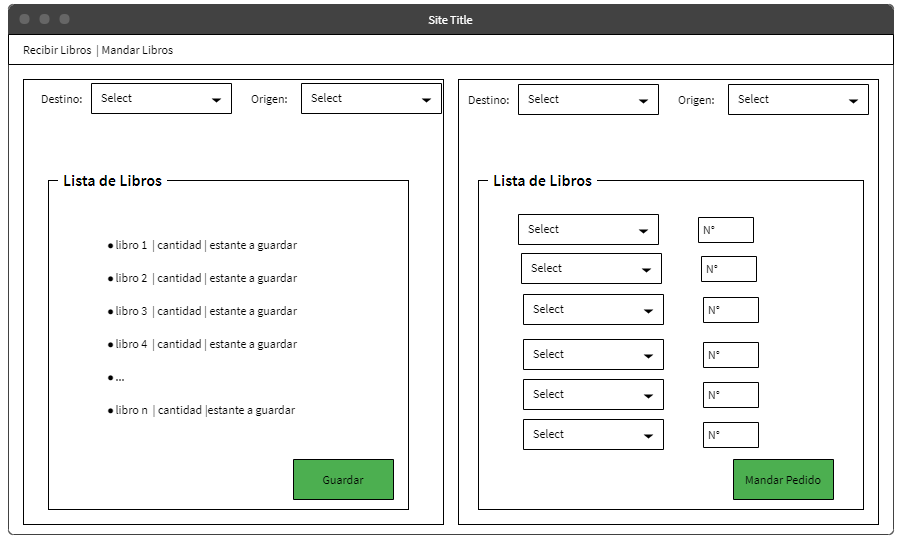 Site Title
Recibir Libros | Mandar Libros
Destino: Select Origen: Select
Lista de Libros
• libro 1 | cantidad | estante a guardar
• libro 2 | cantidad | estante a guardar
• libro 3 | cantidad | estante a guardar
• libro 4 | cantidad | estante a guardar
• ...
• libro n | cantidad |estante a guardar
Guardar
Destino: Select Origen: Select
Lista de Libros
Select N°
Select N°
Select N°
Select N°
Select N°
Select N°
Mandar Pedido